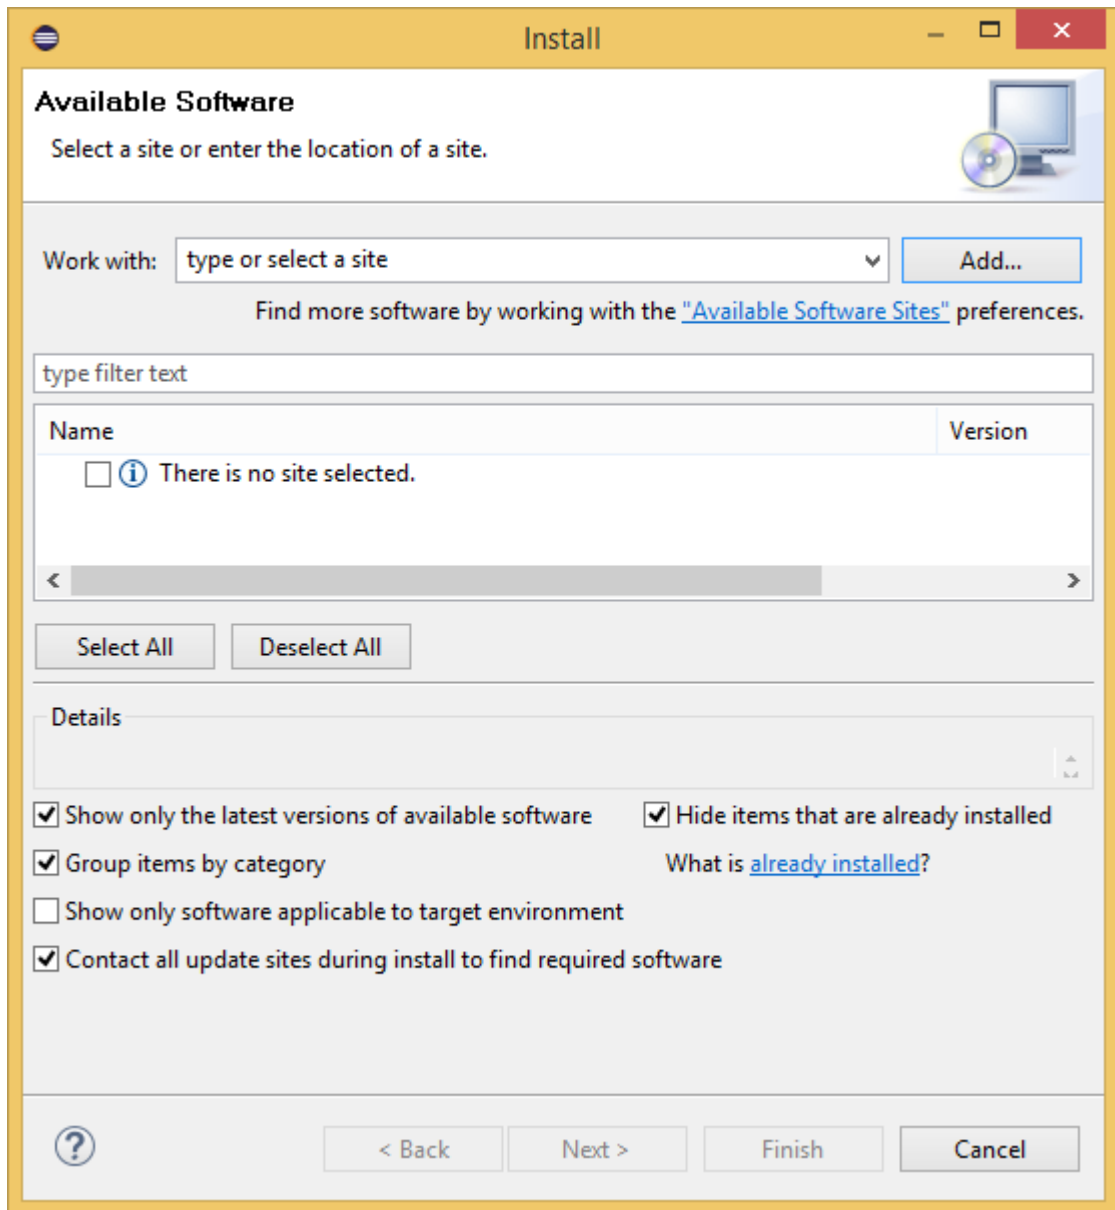 Install
Available Software
Select a site or enter the location of a site.
Work with: type or select a site Add...
Find more software by working with the "Available Software Sites" preferences.
type filter text
Name Version
There is no site selected.
Select All Deselect All
Details
Show only the latest versions of available software Hide items that are already installed
Group items by category What is already installed?
Show only software applicable to target environment
Contact all update sites during install to find required software
< Back Next > Finish Cancel